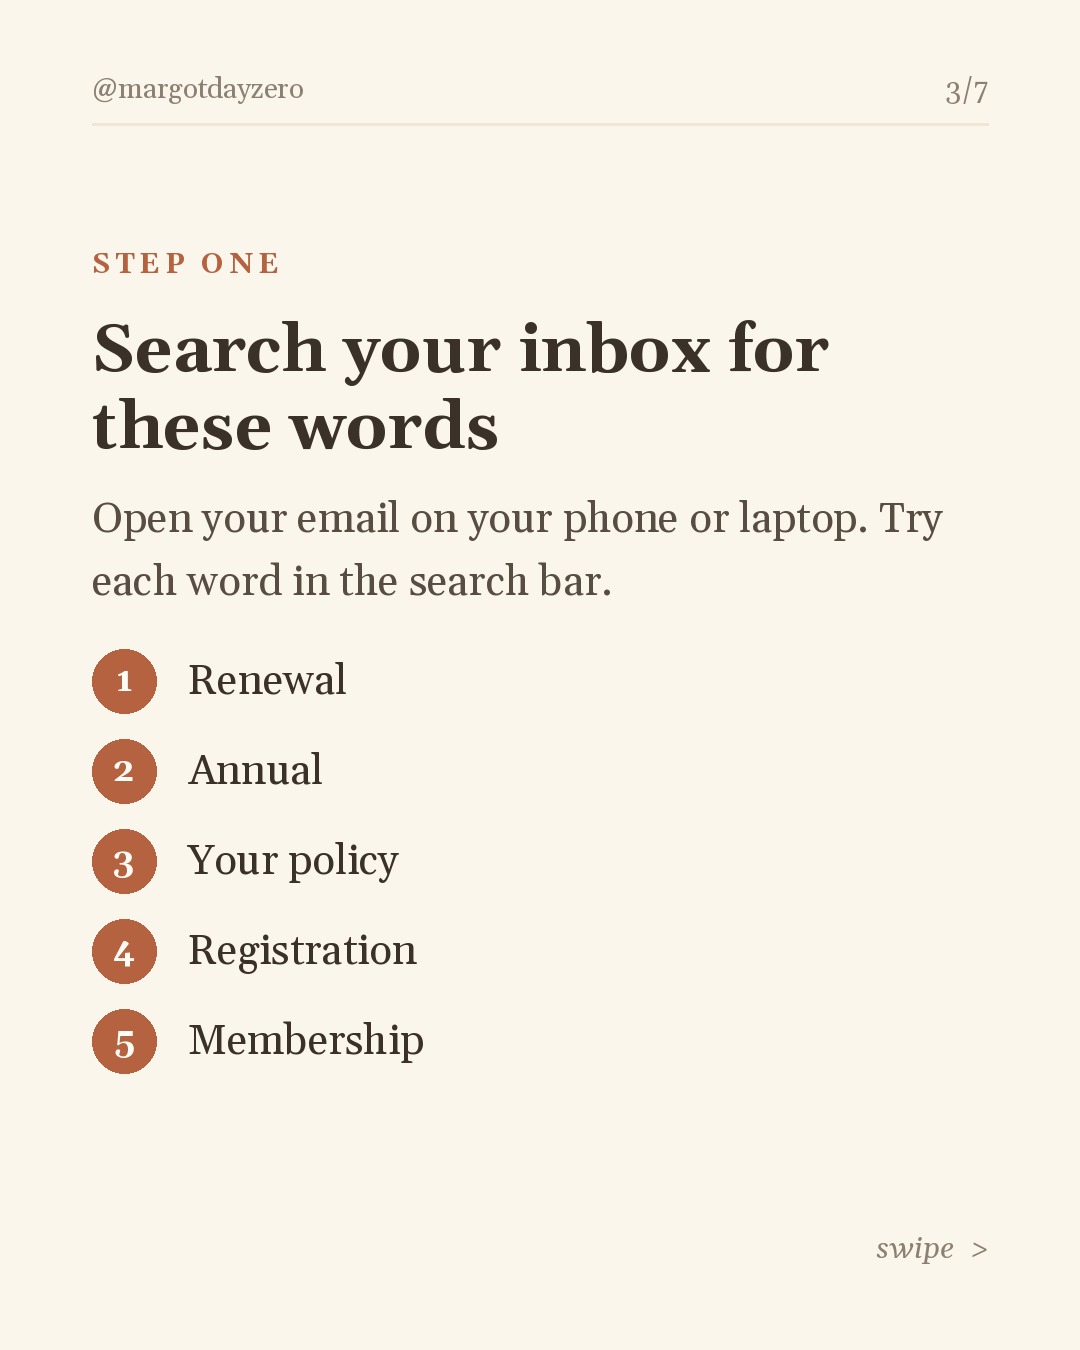 @margotdayzero
3/7
STEP ONE
Search your inbox for
these words
Open your email on your phone or laptop. Try
each word in the search bar.
1 Renewal
2 Annual
3 Your policy
4 Registration
5 Membership
swipe >